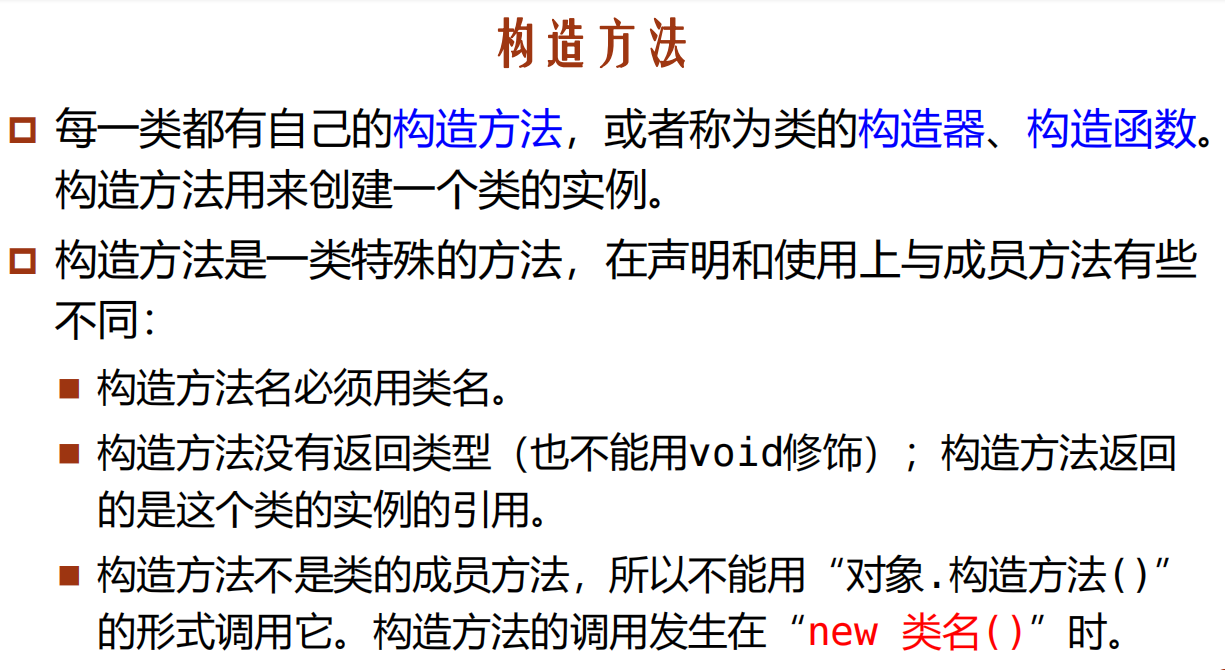 构造方法
每一类都有自己的构造方法，或者称为类的构造器、构造函数。
构造方法用来创建一个类的实例。
构造方法是一类特殊的方法，在声明和使用上与成员方法有些
不同：
构造方法名必须用类名。
构造方法没有返回类型（也不能用void修饰）；构造方法返回
的是这个类的实例的引用。
构造方法不是类的成员方法，所以不能用“对象.构造方法()”
的形式调用它。构造方法的调用发生在“new 类名()”时。